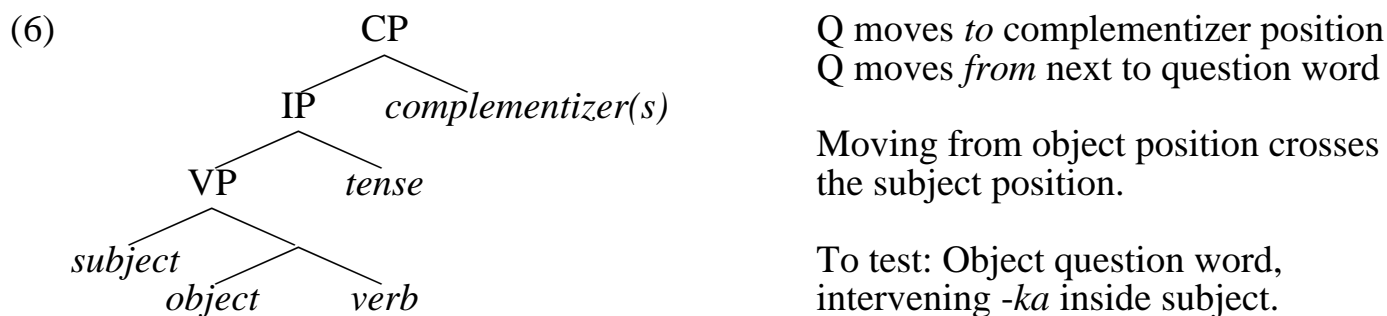 (6)
CP
IP
complementizer(s)
VP
tense
subject
object
verb
Q moves to complementizer position
Q moves from next to question word
Moving from object position crosses
the subject position.
To test: Object question word,
intervening -ka inside subject.